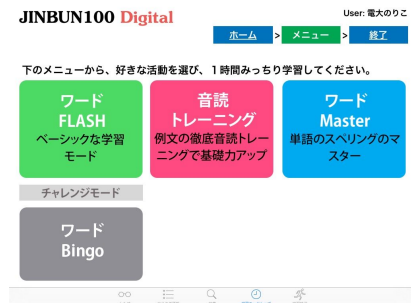 JINBUN100 Digital
User: 電大のりこ
ホーム > メニュー > 終了
下のメニューから、好きな活動を選び、1時間みっちり学習してください。
ワード
FLASH
ベーシックな学習
モード
音読
トレーニング
例文の徹底音読トレー
ニングで基礎力アップ
ワード
Master
単語のスペリングのマ
スター
チャレンジモード
ワード
Bingo